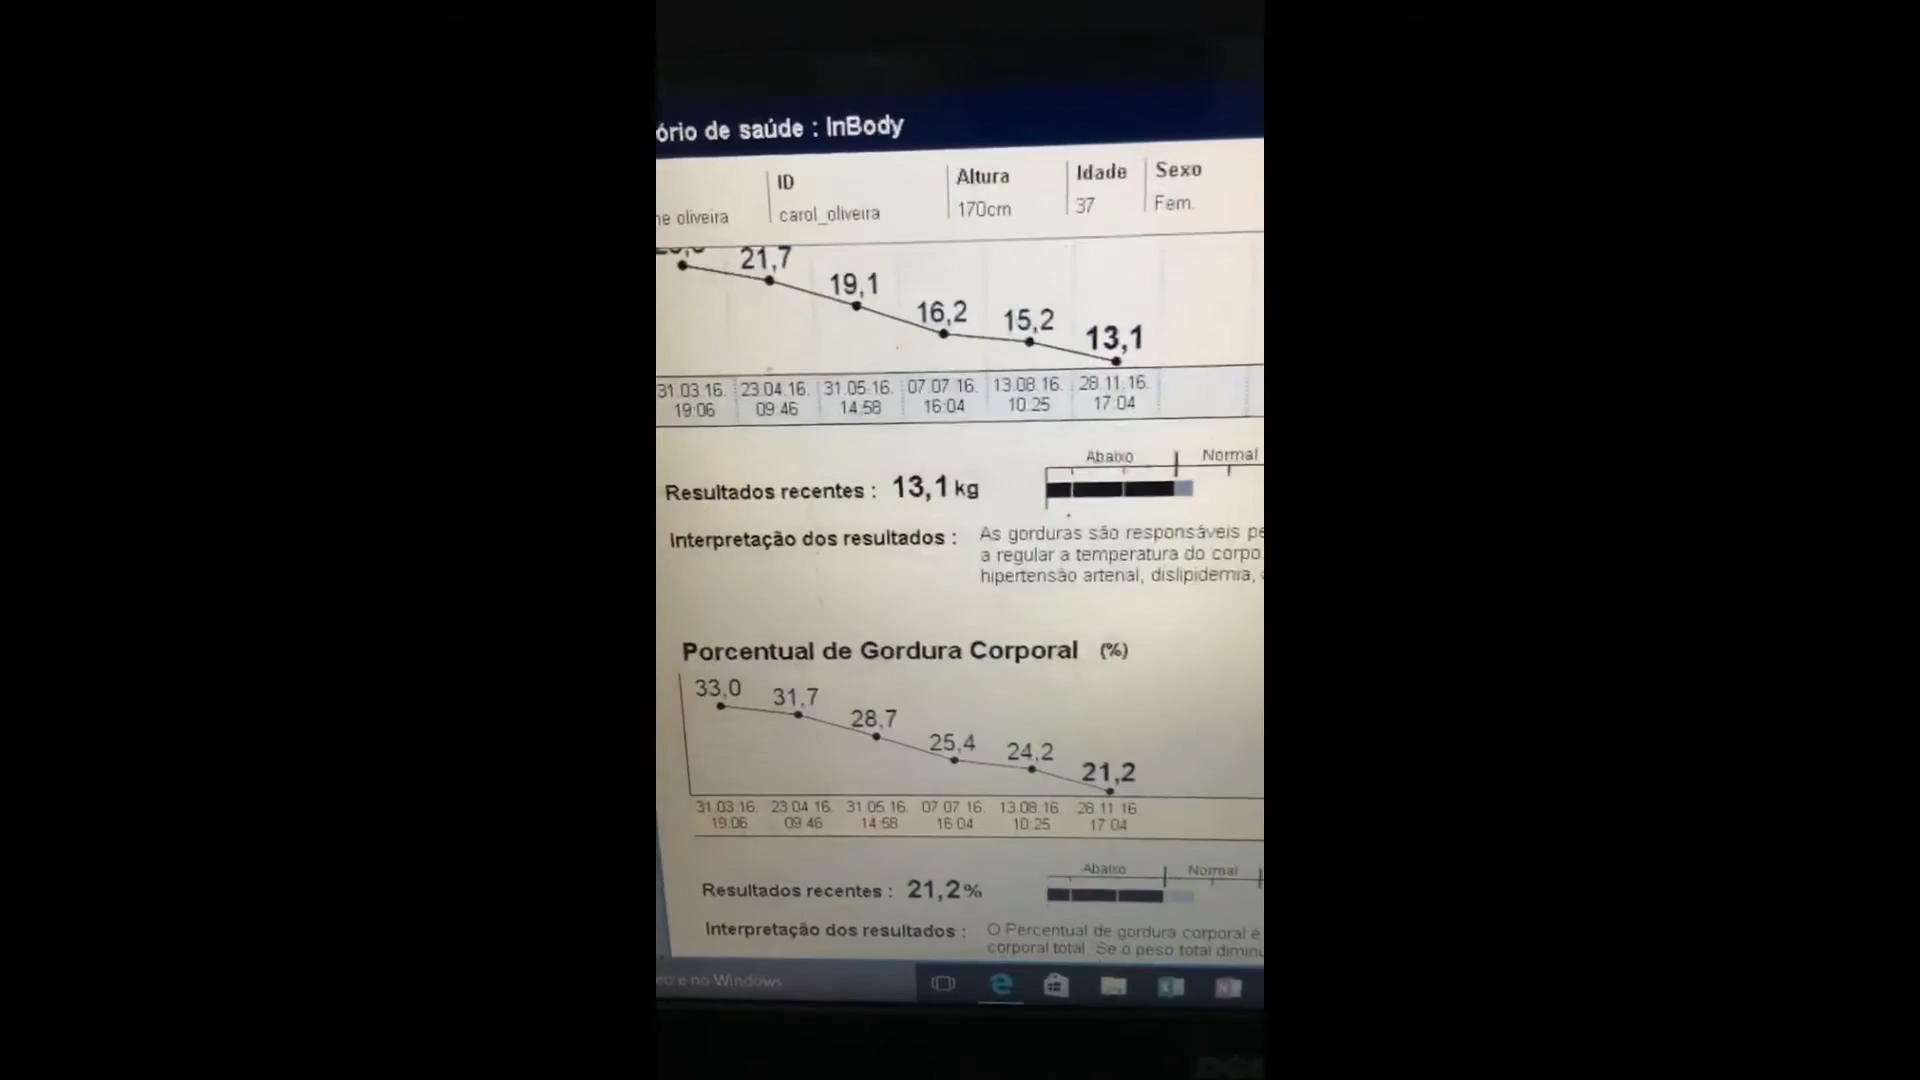 ório de saúde : InBody
ID Altura Idade Sexo
oliveira carol_oliveira 170cm 37 Fem.
21,7
19,1
16,2
15,2
13,1
31.03.16. 23.04.16. 31.05.16. 07.07.16. 13.08.16. 28.11.16.
19:06 09:46 14:58 16:04 10:25 17:04
Abaixo Normal
Resultados recentes : 13,1 kg
Interpretação dos resultados : As gorduras são responsáveis pe
a regular a temperatura do corpo.
hipertensão arterial, dislipidemia,
Porcentual de Gordura Corporal (%)
33,0
31,7
28,7
25,4
24,2
21,2
31.03.16. 23.04.16. 31.05.16. 07.07.16. 13.08.16. 28.11.16.
19:06 09:46 14:58 16:04 10:25 17:04
Abaixo Normal
Resultados recentes : 21,2%
Interpretação dos resultados : O Percentual de gordura corporal é
corporal total. Se o peso total diminu
e no Windows